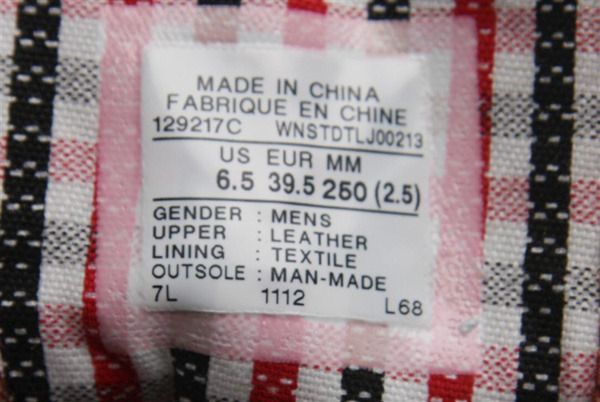 MADE IN CHINA
FABRIQUE EN CHINE
129217C WNSTDTLJ00213
US EUR MM
6.5 39.5 250 (2.5)
GENDER : MENS
UPPER : LEATHER
LINING : TEXTILE
OUTSOLE : MAN-MADE
7L 1112 L68